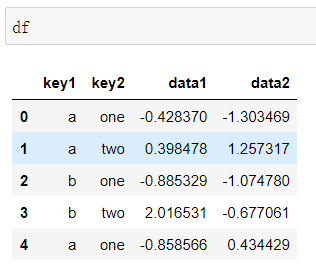 df
key1 key2 data1 data2
0 a one -0.428370 -1.303469
1 a two 0.398478 1.257317
2 b one -0.885329 -1.074780
3 b two 2.016531 -0.677061
4 a one -0.858566 0.434429